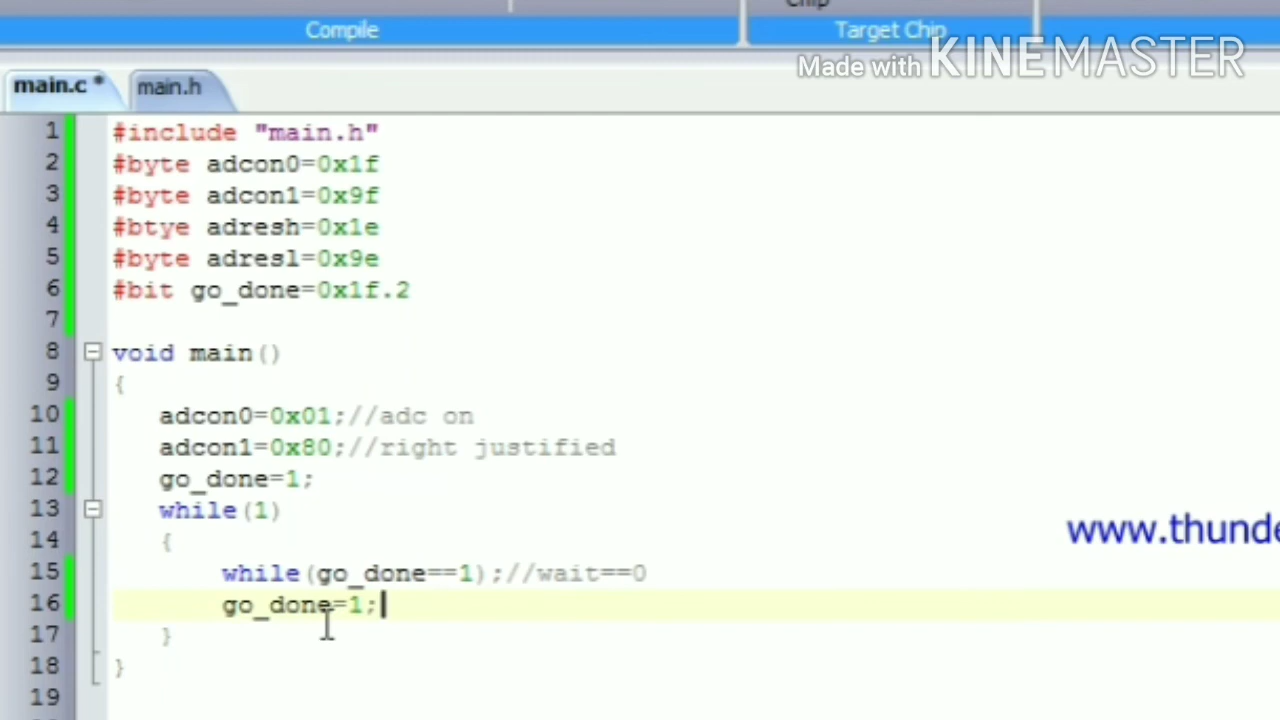 Chip
Compile
Target Chip
Made with KINEMASTER
main.c *
main.h
1 #include "main.h"
2 #byte adcon0=0x1f
3 #byte adcon1=0x9f
4 #btye adresh=0x1e
5 #byte adresl=0x9e
6 #bit go_done=0x1f.2
7
8 void main()
9 {
10 adcon0=0x01;//adc on
11 adcon1=0x80;//right justified
12 go_done=1;
13 while(1)
14 {
15 while(go_done==1);//wait==0
16 go_done=1;
17 }
18 }
19
www.thunde